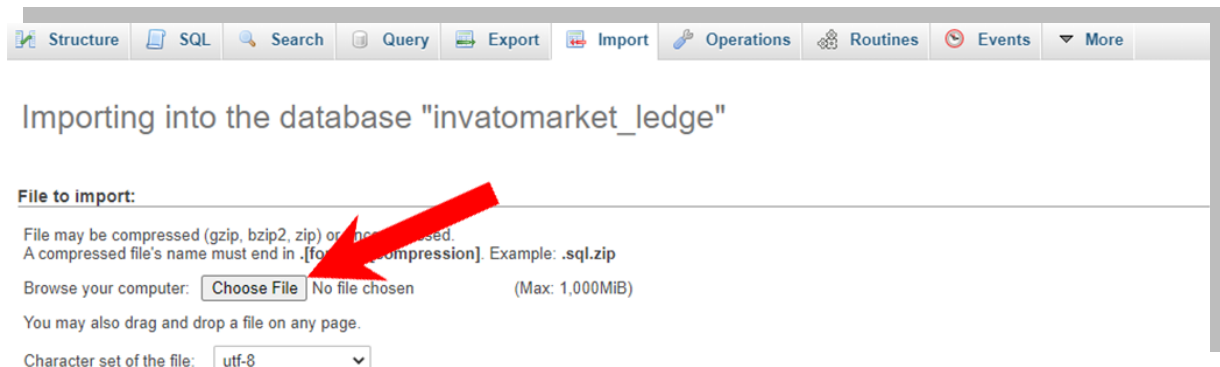 Structure SQL Search Query Export Import Operations Routines Events More
Importing into the database "invatomarket_ledge"
File to import:
File may be compressed (gzip, bzip2, zip) or
A compressed file's name must end in .[ compression]. Example: .sql.zip
Browse your computer: Choose File No file chosen (Max: 1,000MiB)
You may also drag and drop a file on any page.
Character set of the file: utf-8